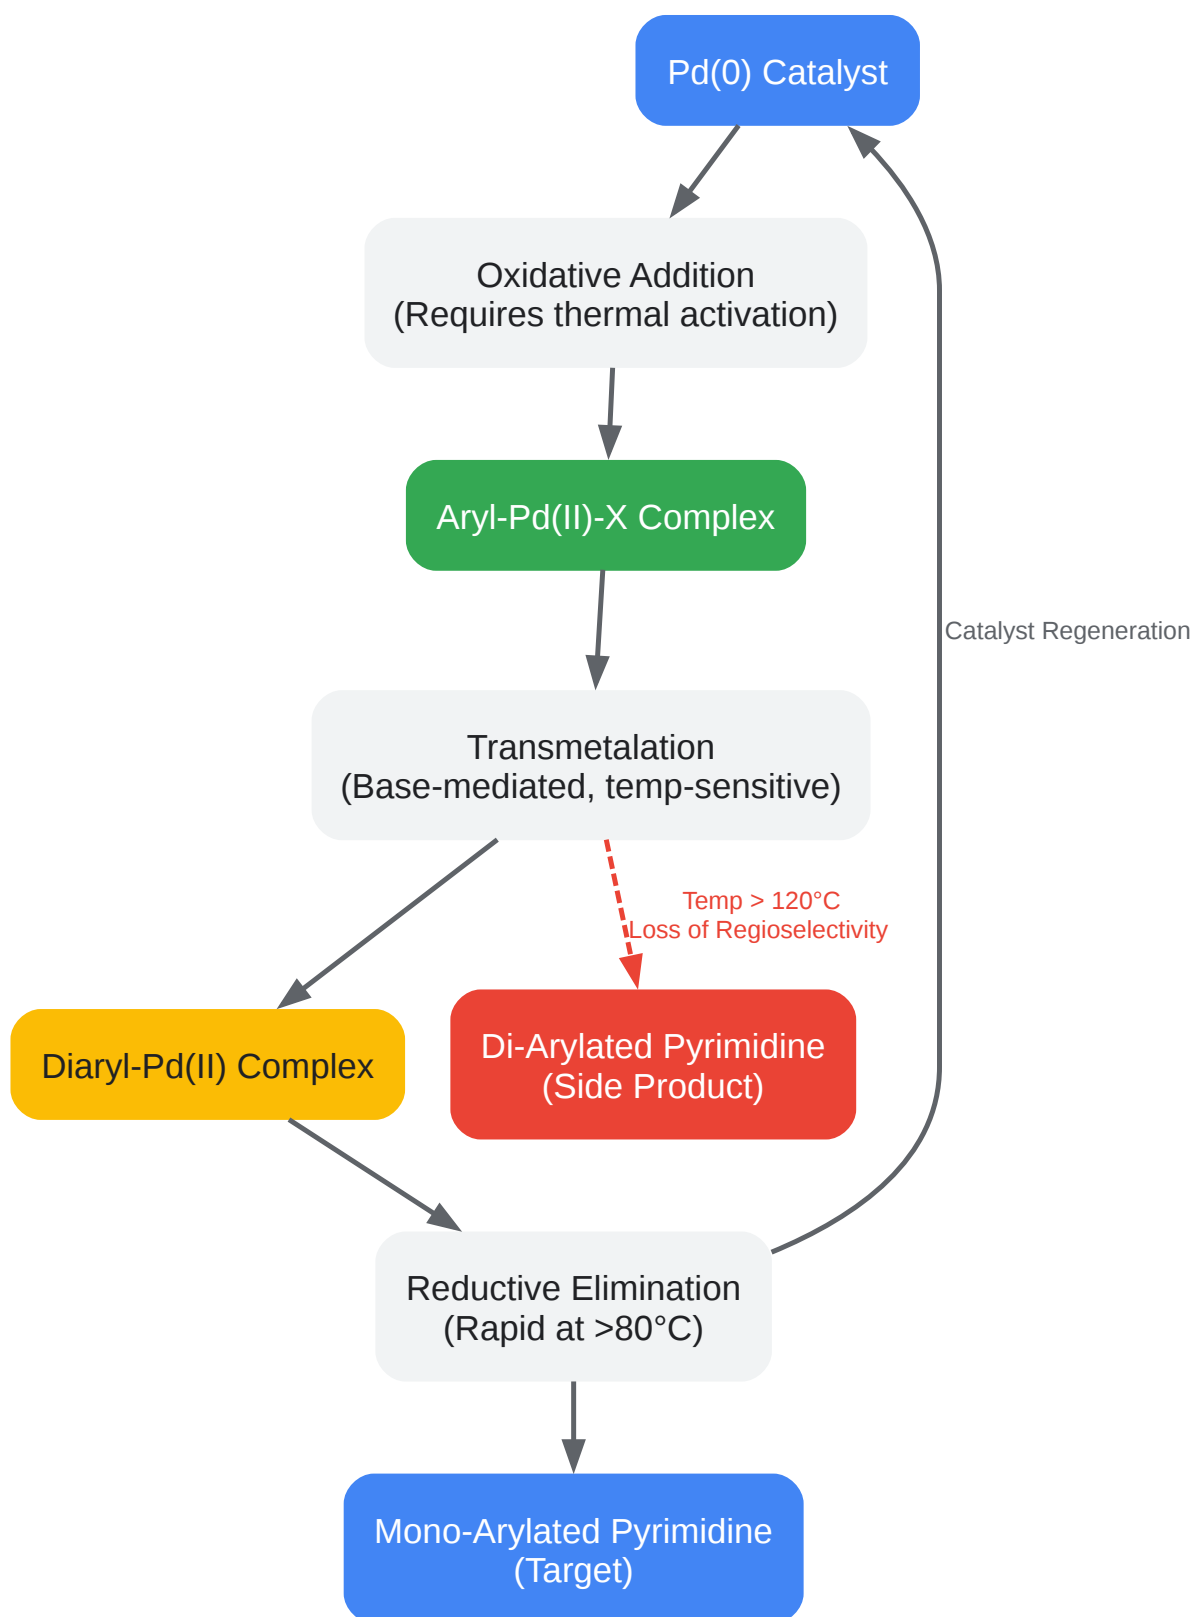 Pd(0) Catalyst
Oxidative Addition
(Requires thermal activation)
Aryl-Pd(II)-X Complex
Catalyst Regeneration
Transmetalation
(Base-mediated, temp-sensitive)
Temp > 120°C
Loss of Regioselectivity
Diaryl-Pd(II) Complex
Di-Arylated Pyrimidine
(Side Product)
Reductive Elimination
(Rapid at >80°C)
Mono-Arylated Pyrimidine
(Target)